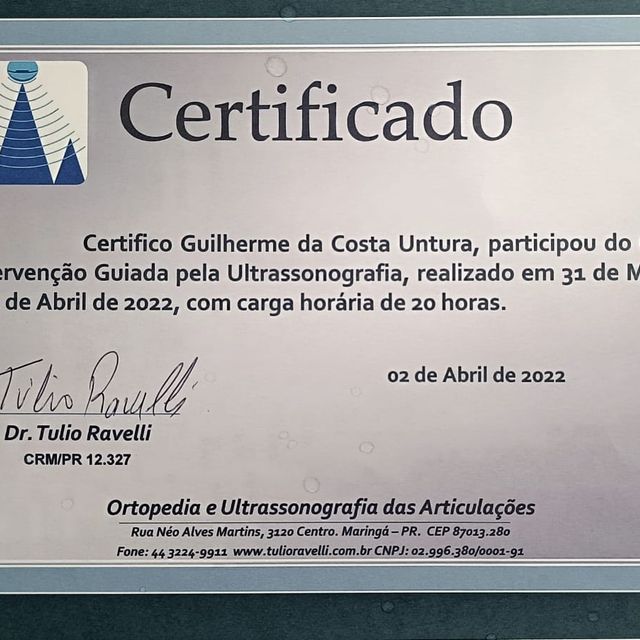 Certificado
Certifico Guilherme da Costa Untura, participou do
ervenção Guiada pela Ultrassonografia, realizado em 31 de M
de Abril de 2022, com carga horária de 20 horas.
02 de Abril de 2022
Tulio Ravelli
Dr. Tulio Ravelli
CRM/PR 12.327
Ortopedia e Ultrassonografia das Articulações
Rua Néo Alves Martins, 3120 Centro. Maringá – PR. CEP 87013.280
Fone: 44 3224-9911 www.tulioravelli.com.br CNPJ: 02.996.380/0001-91